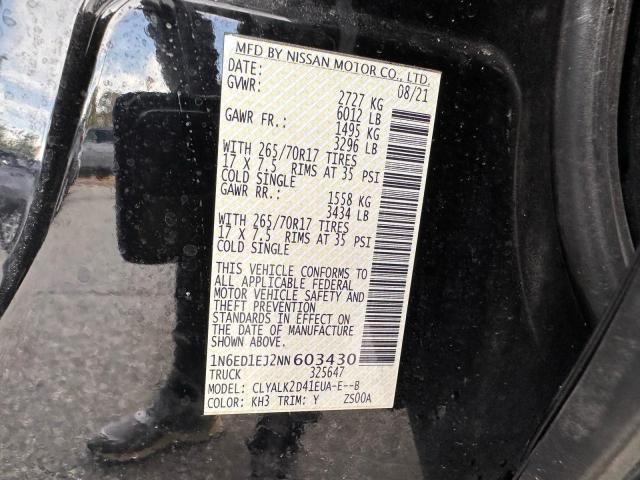 MFD BY NISSAN MOTOR CO., LTD.
DATE: 08/21
GVWR: 2727 KG
6012 LB
GAWR FR.: 1495 KG
3296 LB
WITH 265/70R17 TIRES
17 X 7.5 RIMS AT 35 PSI
COLD SINGLE
GAWR RR.: 1558 KG
3434 LB
WITH 265/70R17 TIRES
17 X 7.5 RIMS AT 35 PSI
COLD SINGLE
THIS VEHICLE CONFORMS TO
ALL APPLICABLE FEDERAL
MOTOR VEHICLE SAFETY AND
THEFT PREVENTION
STANDARDS IN EFFECT ON
THE DATE OF MANUFACTURE
SHOWN ABOVE.
1N6ED1EJ2NN603430
TRUCK 325647
MODEL: CLYALK2D41EUA-E--B
COLOR: KH3 TRIM: Y ZS00A